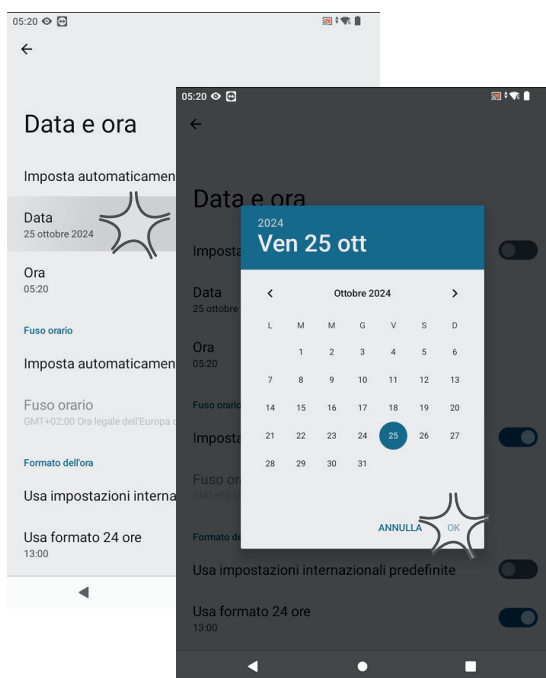 05:20
Data e ora
Imposta automaticamen
Data
25 ottobre 2024
Ora
05:20
Fuso orario
Imposta automaticamen
Fuso orario
GMT+02:00 Ora legale dell'Europa
Formato dell'ora
Usa impostazioni interna
Usa formato 24 ore
13:00
05:20
Data e ora
Imposta
Data
25 ottobre
Ora
05:20
Fuso orario
Imposta
Fuso or
GMT+02:0
Formato de
Usa impostazioni internazionali predefinite
Usa formato 24 ore
13:00
2024
Ven 25 ott
Ottobre 2024
L M M G V S D
1 2 3 4 5 6
7 8 9 10 11 12 13
14 15 16 17 18 19 20
21 22 23 24 25 26 27
28 29 30 31
ANNULLA OK